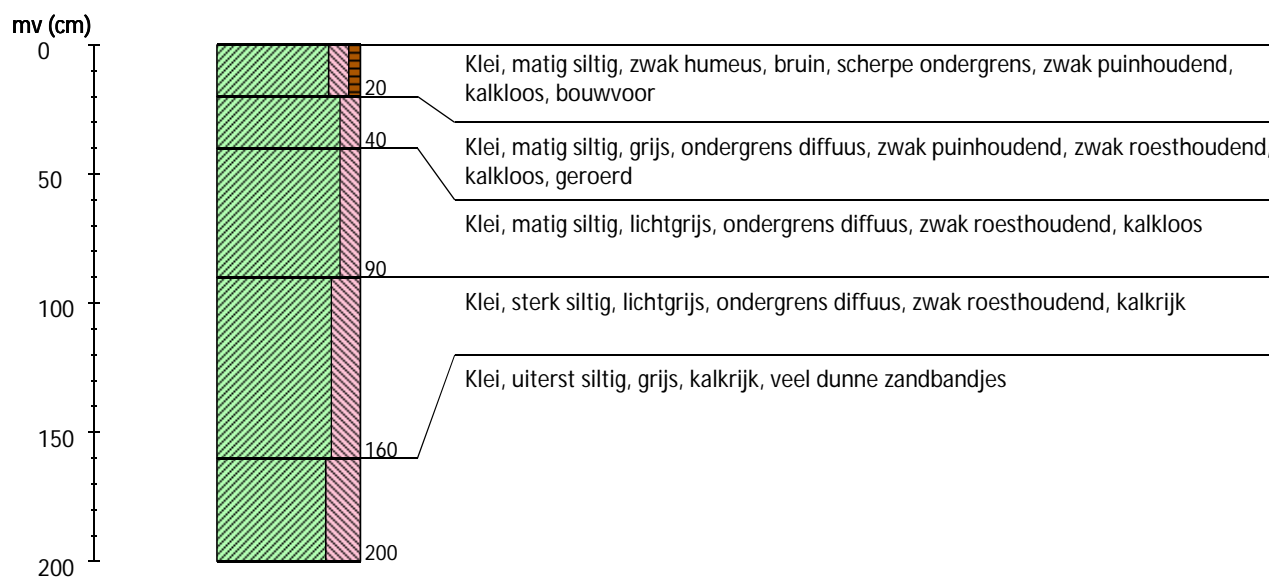 mv (cm)
0
50
100
150
200
20
40
90
160
200
Klei, matig siltig, zwak humeus, bruin, scherpe ondergrens, zwak puinhoudend,
kalkloos, bouwvoor
Klei, matig siltig, grijs, ondergrens diffuus, zwak puinhoudend, zwak roesthoudend,
kalkloos, geroerd
Klei, matig siltig, lichtgrijs, ondergrens diffuus, zwak roesthoudend, kalkloos
Klei, sterk siltig, lichtgrijs, ondergrens diffuus, zwak roesthoudend, kalkrijk
Klei, uiterst siltig, grijs, kalkrijk, veel dunne zandbandjes